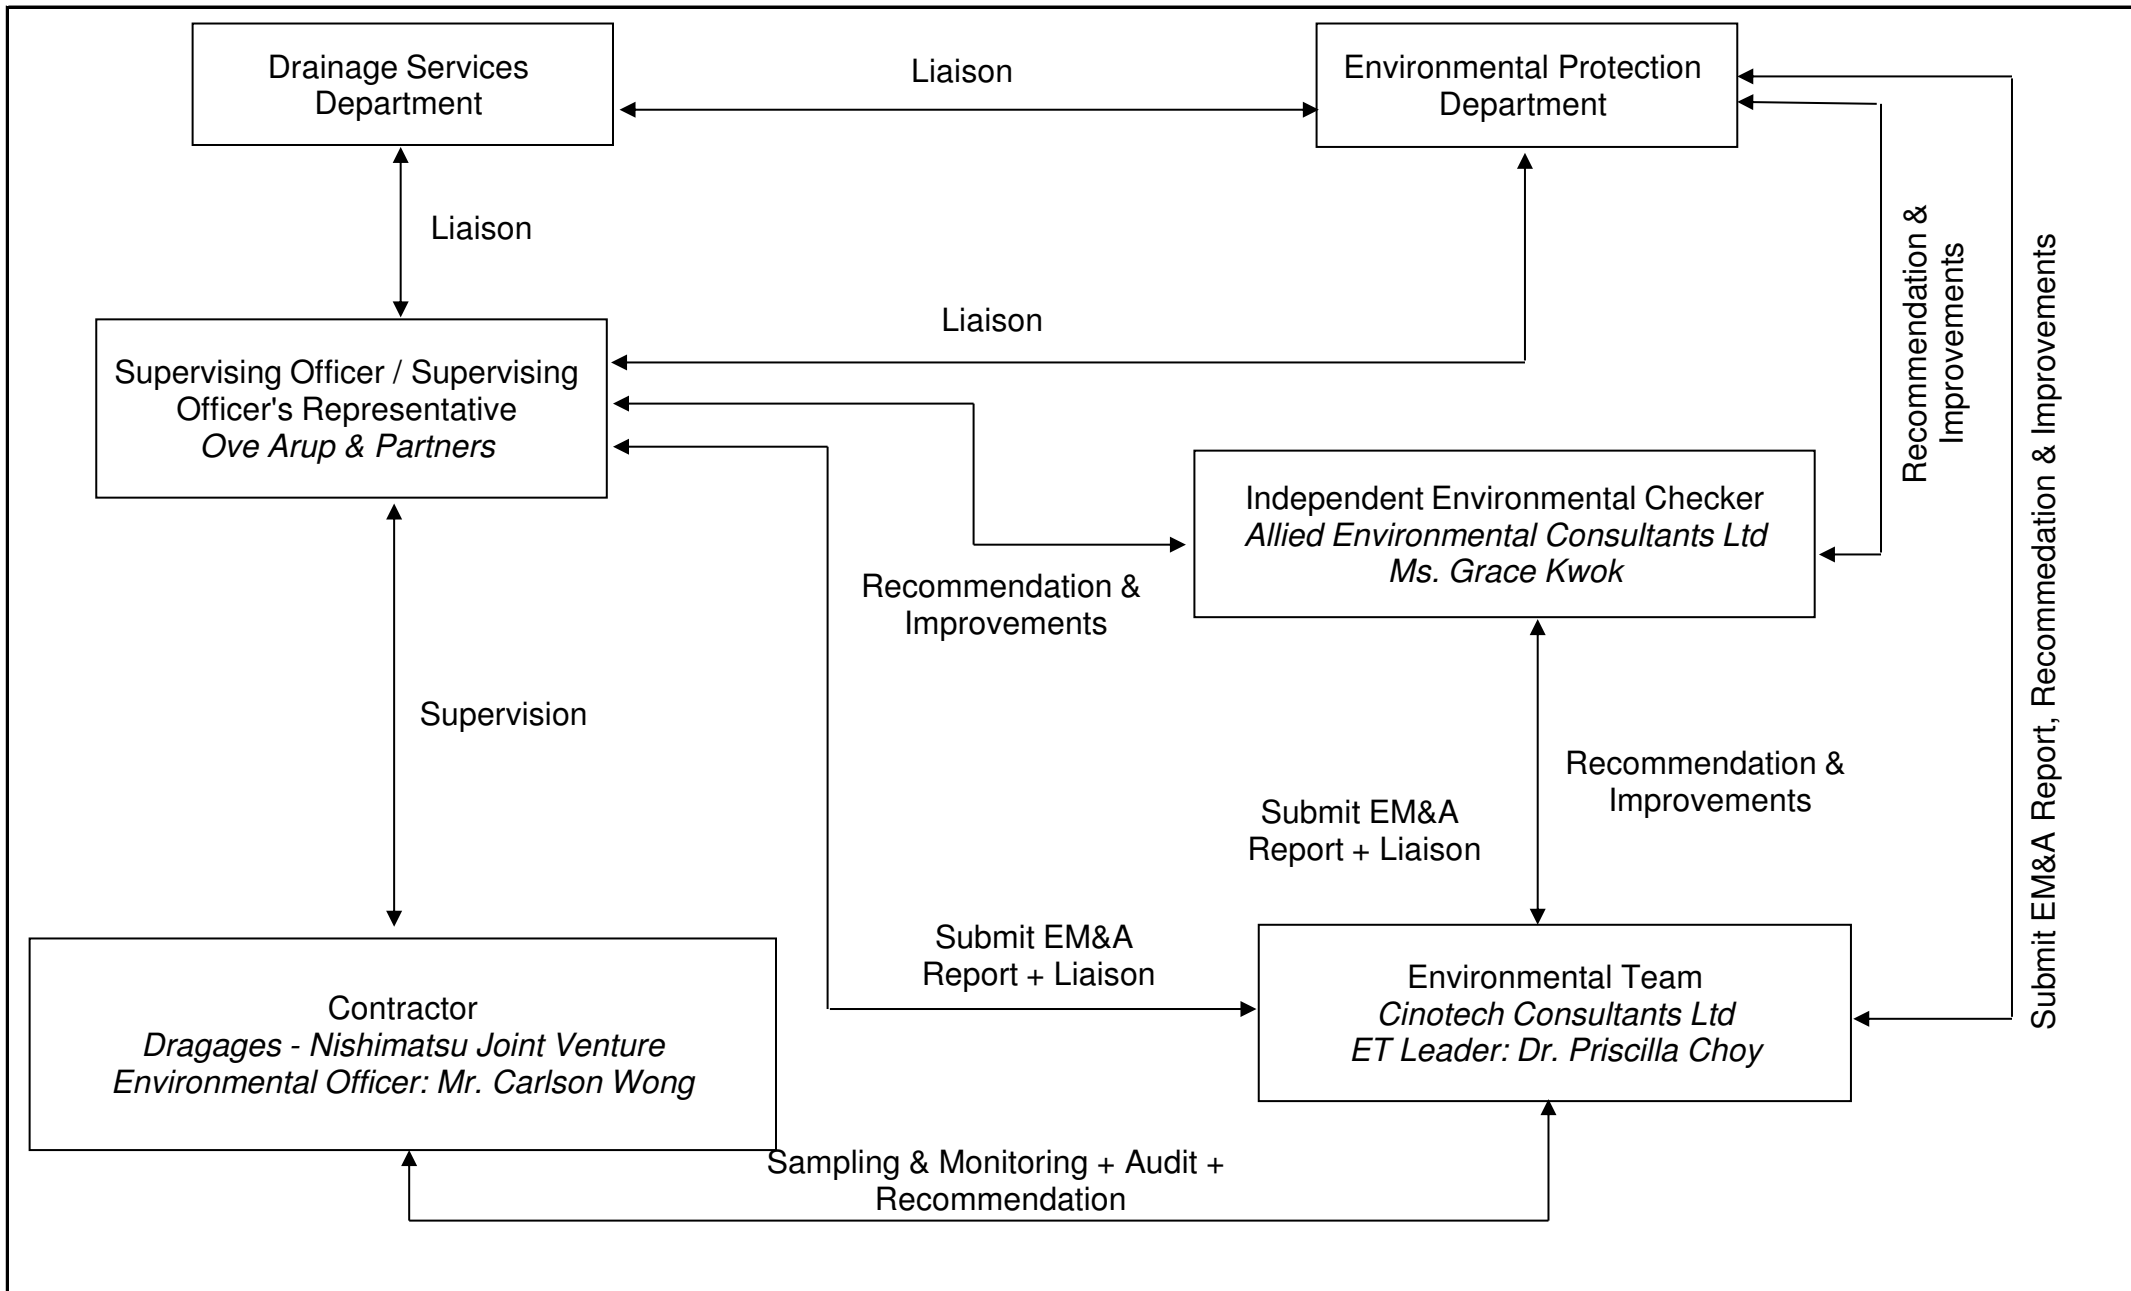 Drainage Services
Department
Liaison
Environmental Protection
Department
Liaison
Recommendation &
Improvements
Submit EM&A Report, Recommedation & Improvements
Liaison
Supervising Officer / Supervising
Officer's Representative
Ove Arup & Partners
Independent Environmental Checker
Allied Environmental Consultants Ltd
Ms. Grace Kwok
Recommendation &
Improvements
Supervision
Recommendation &
Improvements
Submit EM&A
Report + Liaison
Submit EM&A
Report + Liaison
Contractor
Dragages - Nishimatsu Joint Venture
Environmental Officer: Mr. Carlson Wong
Environmental Team
Cinotech Consultants Ltd
ET Leader: Dr. Priscilla Choy
Sampling & Monitoring + Audit +
Recommendation